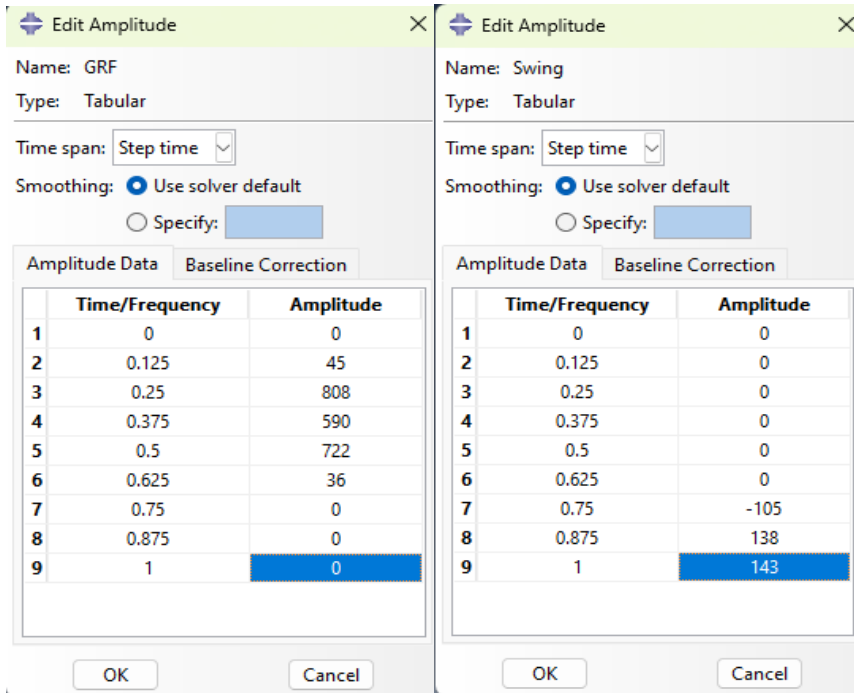 Edit Amplitude
Name: GRF
Type: Tabular
Time span: Step time
Smoothing: Use solver default
Specify:
Amplitude Data Baseline Correction
Time/Frequency Amplitude
1 0 0
2 0.125 45
3 0.25 808
4 0.375 590
5 0.5 722
6 0.625 36
7 0.75 0
8 0.875 0
9 1 0
OK Cancel
Edit Amplitude
Name: Swing
Type: Tabular
Time span: Step time
Smoothing: Use solver default
Specify:
Amplitude Data Baseline Correction
Time/Frequency Amplitude
1 0 0
2 0.125 0
3 0.25 0
4 0.375 0
5 0.5 0
6 0.625 0
7 0.75 -105
8 0.875 138
9 1 143
OK Cancel